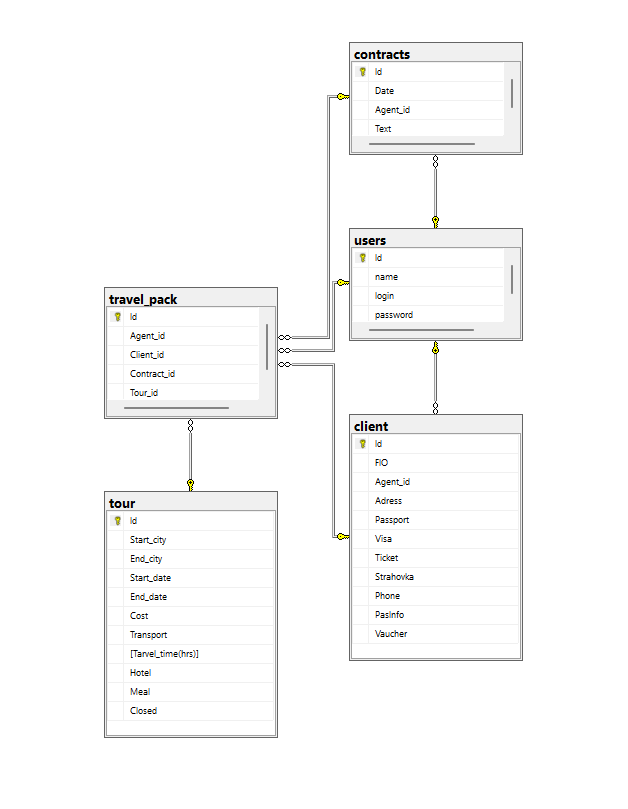 contracts
Id
Date
Agent_id
Text
users
Id
name
login
password
travel_pack
Id
Agent_id
Client_id
Contract_id
Tour_id
client
Id
FIO
Agent_id
Adress
Passport
Visa
Ticket
Strahovka
Phone
PasInfo
Vaucher
tour
Id
Start_city
End_city
Start_date
End_date
Cost
Transport
[Tarvel_time(hrs)]
Hotel
Meal
Closed